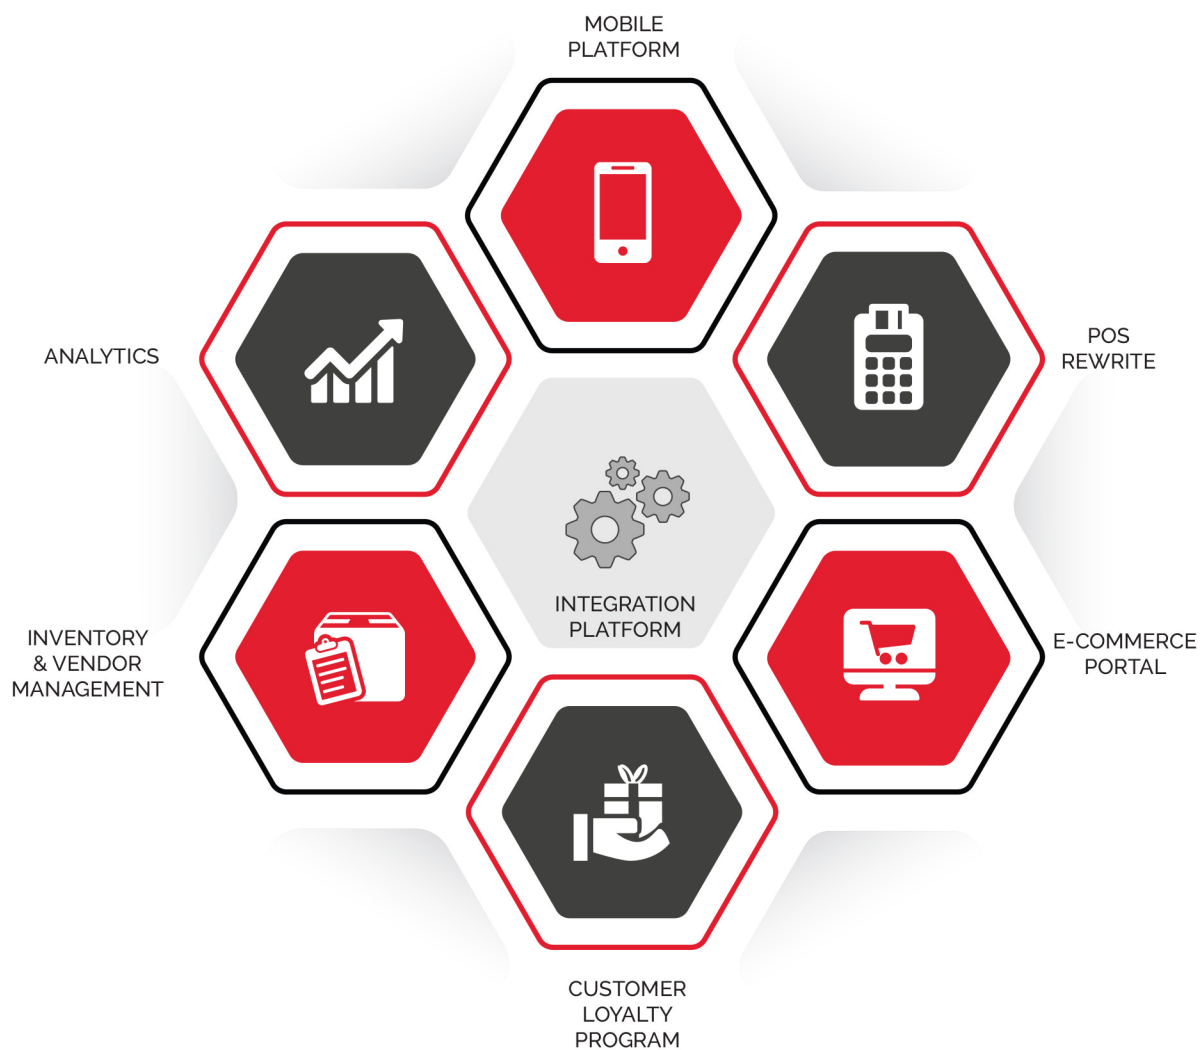 MOBILE
PLATFORM
ANALYTICS
POS
REWRITE
INTEGRATION
PLATFORM
INVENTORY
& VENDOR
MANAGEMENT
E-COMMERCE
PORTAL
CUSTOMER
LOYALTY
PROGRAM